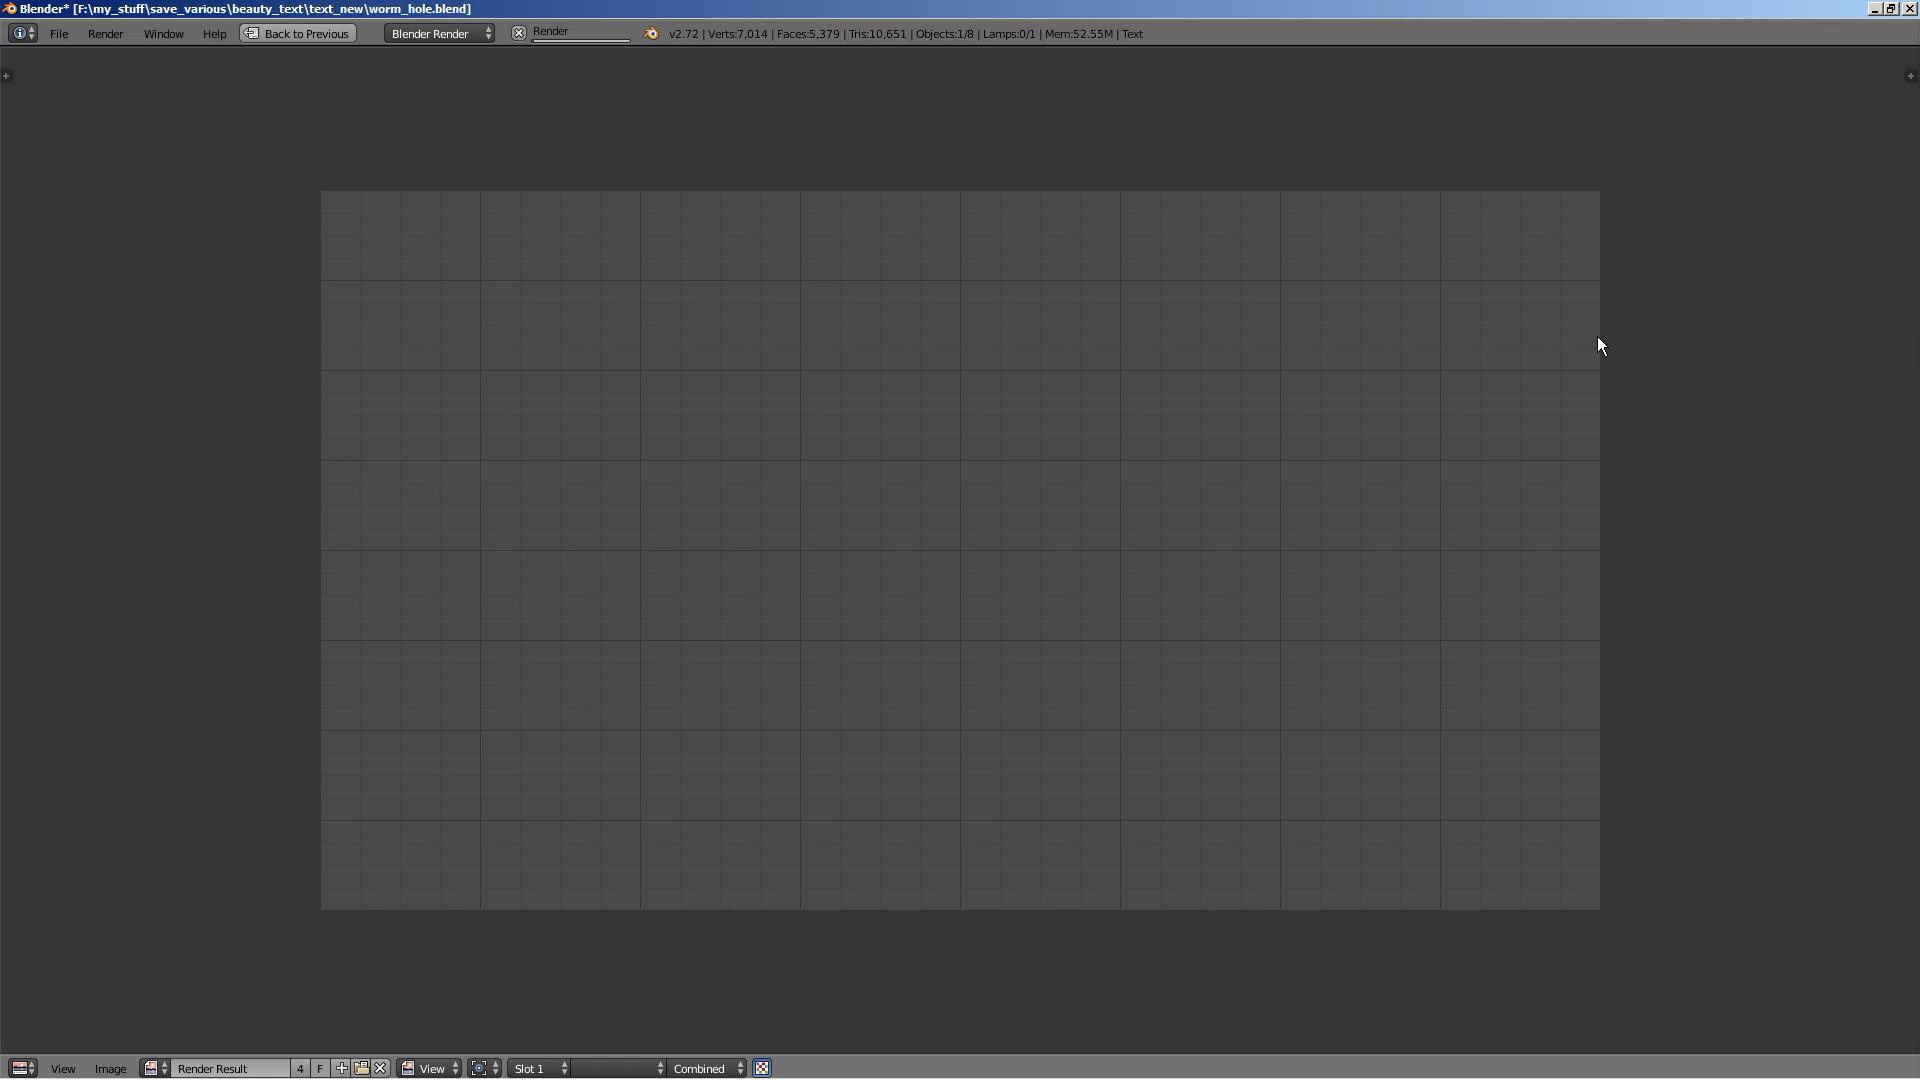 Blender* [F:\my_stuff\save_various\beauty_text\text_new\worm_hole.blend]
File Render Window Help Back to Previous Blender Render Render v2.72 | Verts:7,014 | Faces:5,379 | Tris:10,651 | Objects:1/8 | Lamps:0/1 | Mem:52.55M | Text
View Image Render Result 4 F View Slot 1 Combined